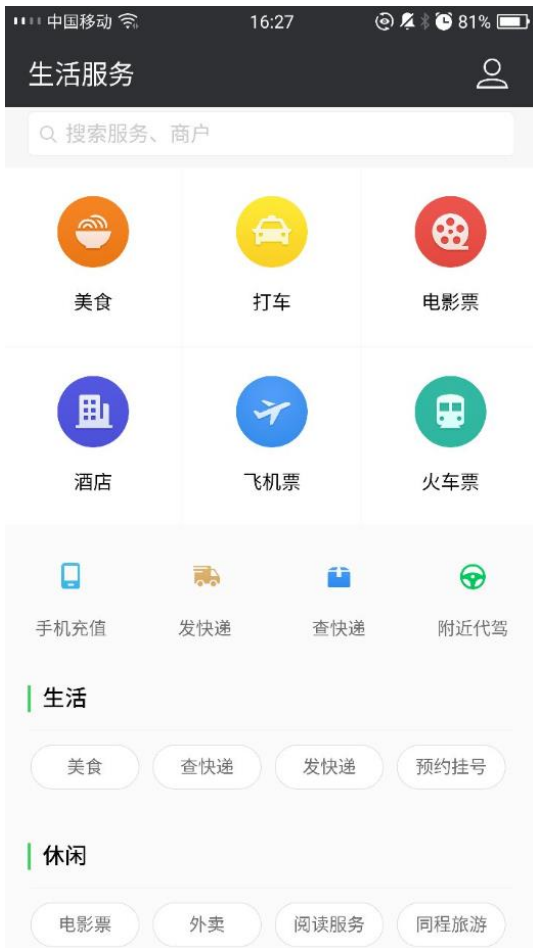 中国移动 16:27 81%
生活服务
搜索服务、商户
美食 打车 电影票
酒店 飞机票 火车票
手机充值 发快递 查快递 附近代驾
生活
美食 查快递 发快递 预约挂号
休闲
电影票 外卖 阅读服务 同程旅游